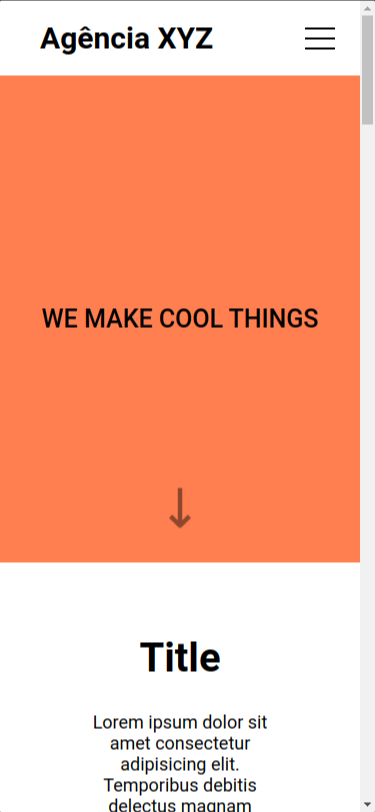 Agência XYZ
WE MAKE COOL THINGS
Title
Lorem ipsum dolor sit
amet consectetur
adipisicing elit.
Temporibus debitis
delectus magnam